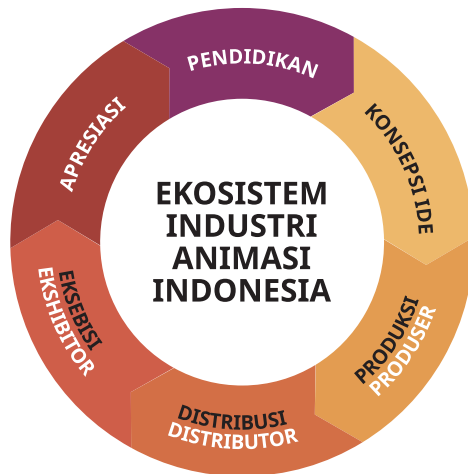 PENDIDIKAN
KONSEPSI IDE
PRODUKSI
PRODUSER
DISTRIBUSI
DISTRIBUTOR
EKSEBISI
EKSHIBITOR
APRESIASI
EKOSISTEM
INDUSTRI
ANIMASI
INDONESIA